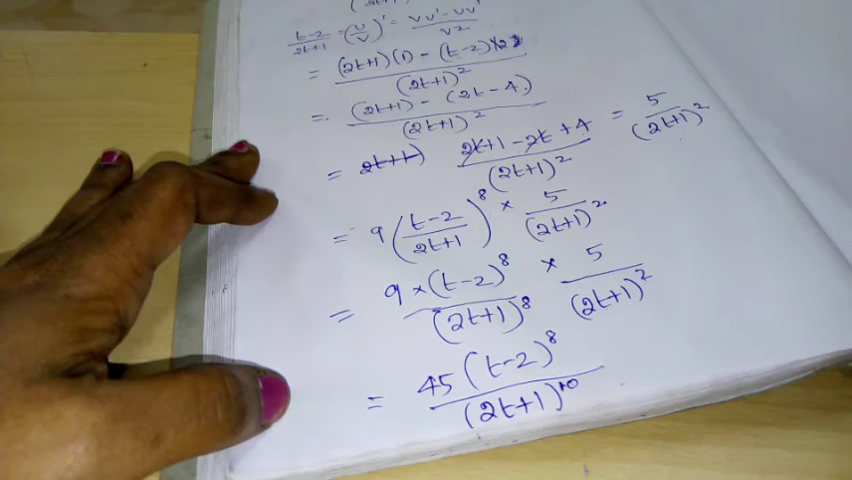 (2t+1)
t-2/2t+1 = (u/v)' = vu' - uv'/v2
= (2t+1)(1) - (t-2)×2/(2t+1)²
= (2t+1) - (2t-4)/(2t+1)²
= 2t+1-2t+4/(2t+1)² = 5/(2t+1)²
= 9(t-2/2t+1)⁸ × 5/(2t+1)²
= 9×(t-2)⁸/(2t+1)⁸ × 5/(2t+1)²
= 45(t-2)⁸/(2t+1)¹⁰